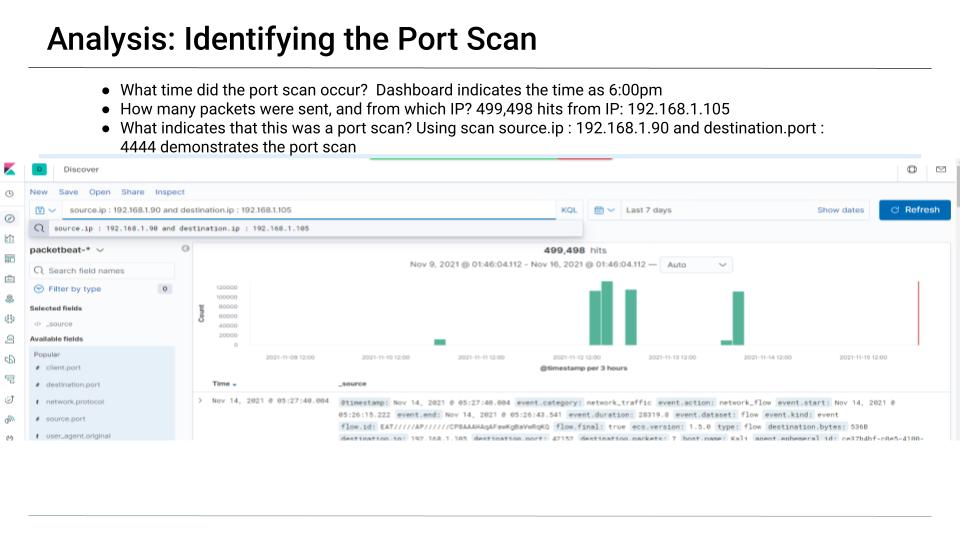 Analysis: Identifying the Port Scan
● What time did the port scan occur?  Dashboard indicates the time as 6:00pm
● How many packets were sent, and from which IP? 499,498 hits from IP: 192.168.1.105
● What indicates that this was a port scan? Using scan source.ip : 192.168.1.90 and destination.port :
4444 demonstrates the port scan
D Discover
New Save Open Share Inspect
source.ip : 192.168.1.90 and destination.ip : 192.168.1.105 KQL Last 7 days Show dates Refresh
source.ip : 192.168.1.90 and destination.ip : 192.168.1.105
packetbeat-*
499,498 hits
Nov 9, 2021 @ 01:46:04.112 – Nov 16, 2021 @ 01:46:04.112 — Auto
Search field names
Filter by type 0
Selected fields
_source
Available fields
Popular
# client.port
# destination.port
t network.protocol
# source.port
t user_agent.original
Count
120000
100000
80000
60000
40000
20000
0
2021-11-09 12:00 2021-11-10 12:00 2021-11-11 12:00 2021-11-12 12:00 2021-11-13 12:00 2021-11-14 12:00 2021-11-15 12:00
@timestamp per 3 hours
Time _source
Nov 14, 2021 @ 05:27:40.004 @timestamp: Nov 14, 2021 @ 05:27:40.004 event.category: network_traffic event.action: network_flow event.start: Nov 14, 2021 @
05:26:15.222 event.end: Nov 14, 2021 @ 05:26:43.541 event.duration: 28319.8 event.dataset: flow event.kind: event
flow.final: true ecs.version: 1.5.0 type: flow destination.bytes: 536B
destination.ip: 192.168.1.105 destination.port: 47152 destination.packets: 7 host.name: Kali